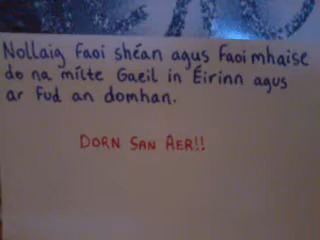 Nollaig faoi shéan agus faoi mhaise
do na mílte Gaeil in Éirinn agus
ar fud an domhan.
DORN SAN AER!!